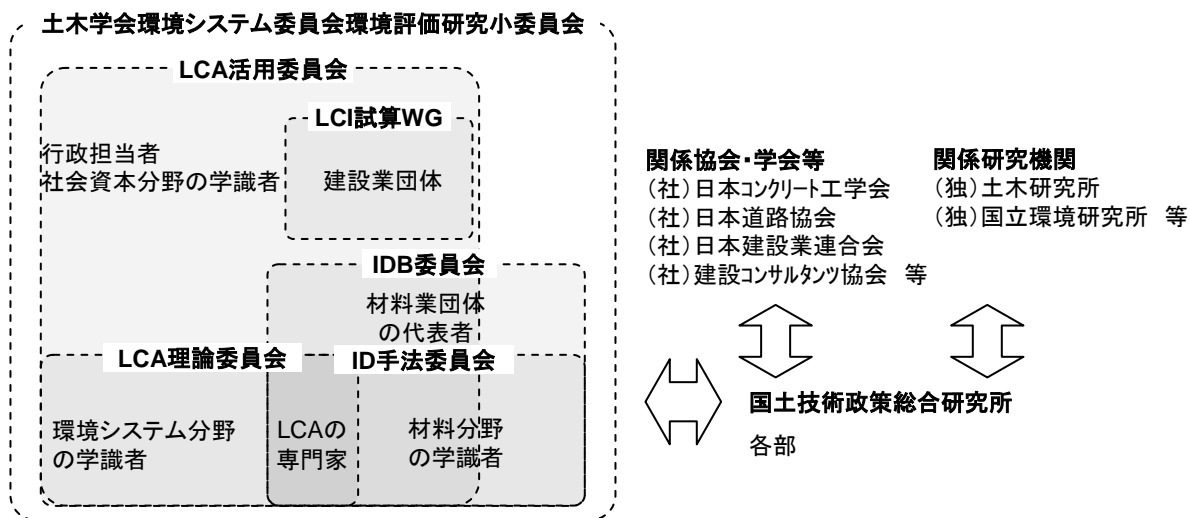 土木学会環境システム委員会環境評価研究小委員会
LCA活用委員会
LCI試算WG
行政担当者
社会資本分野の学識者
建設業団体
IDB委員会
材料業団体
の代表者
LCA理論委員会
ID手法委員会
環境システム分野
の学識者
LCAの
専門家
材料分野
の学識者
関係協会・学会等
（社）日本ｺﾝｸﾘｰﾄ工学会
（社）日本道路協会
（社）日本建設業連合会
（社）建設ｺﾝｻﾙﾀﾝﾂ協会　等
関係研究機関
（独）土木研究所
（独）国立環境研究所　等
国土技術政策総合研究所
各部